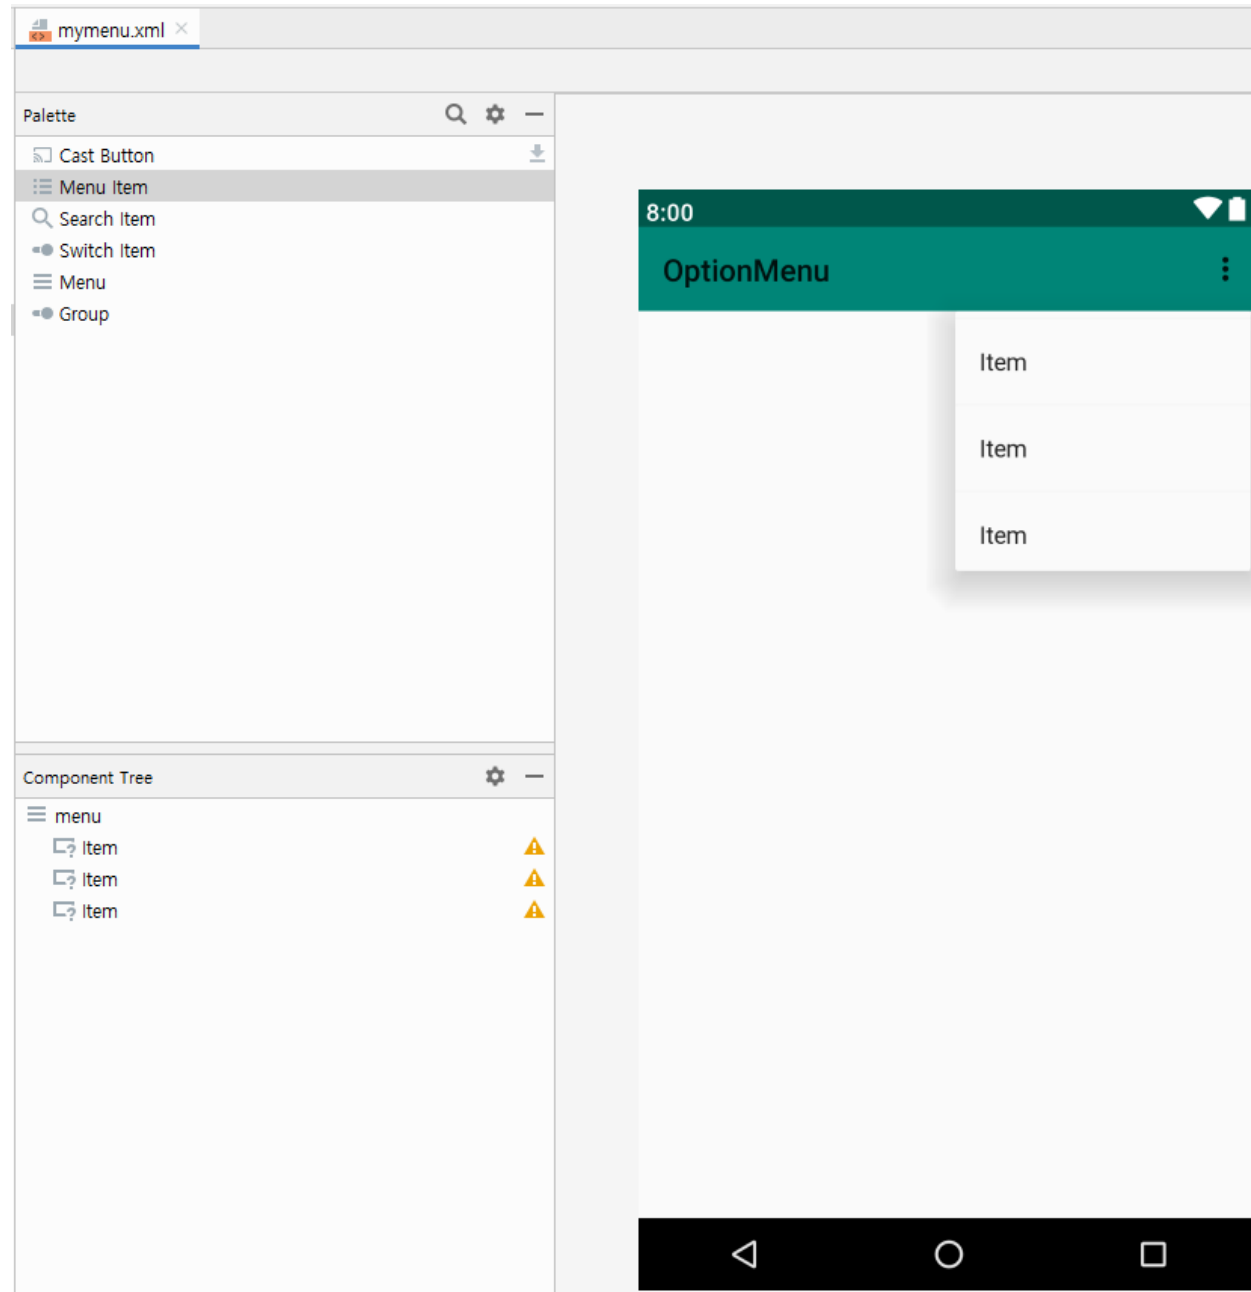 mymenu.xml
Palette
Cast Button
Menu Item
Search Item
Switch Item
Menu
Group
8:00
OptionMenu
Item
Item
Item
Component Tree
menu
Item
Item
Item